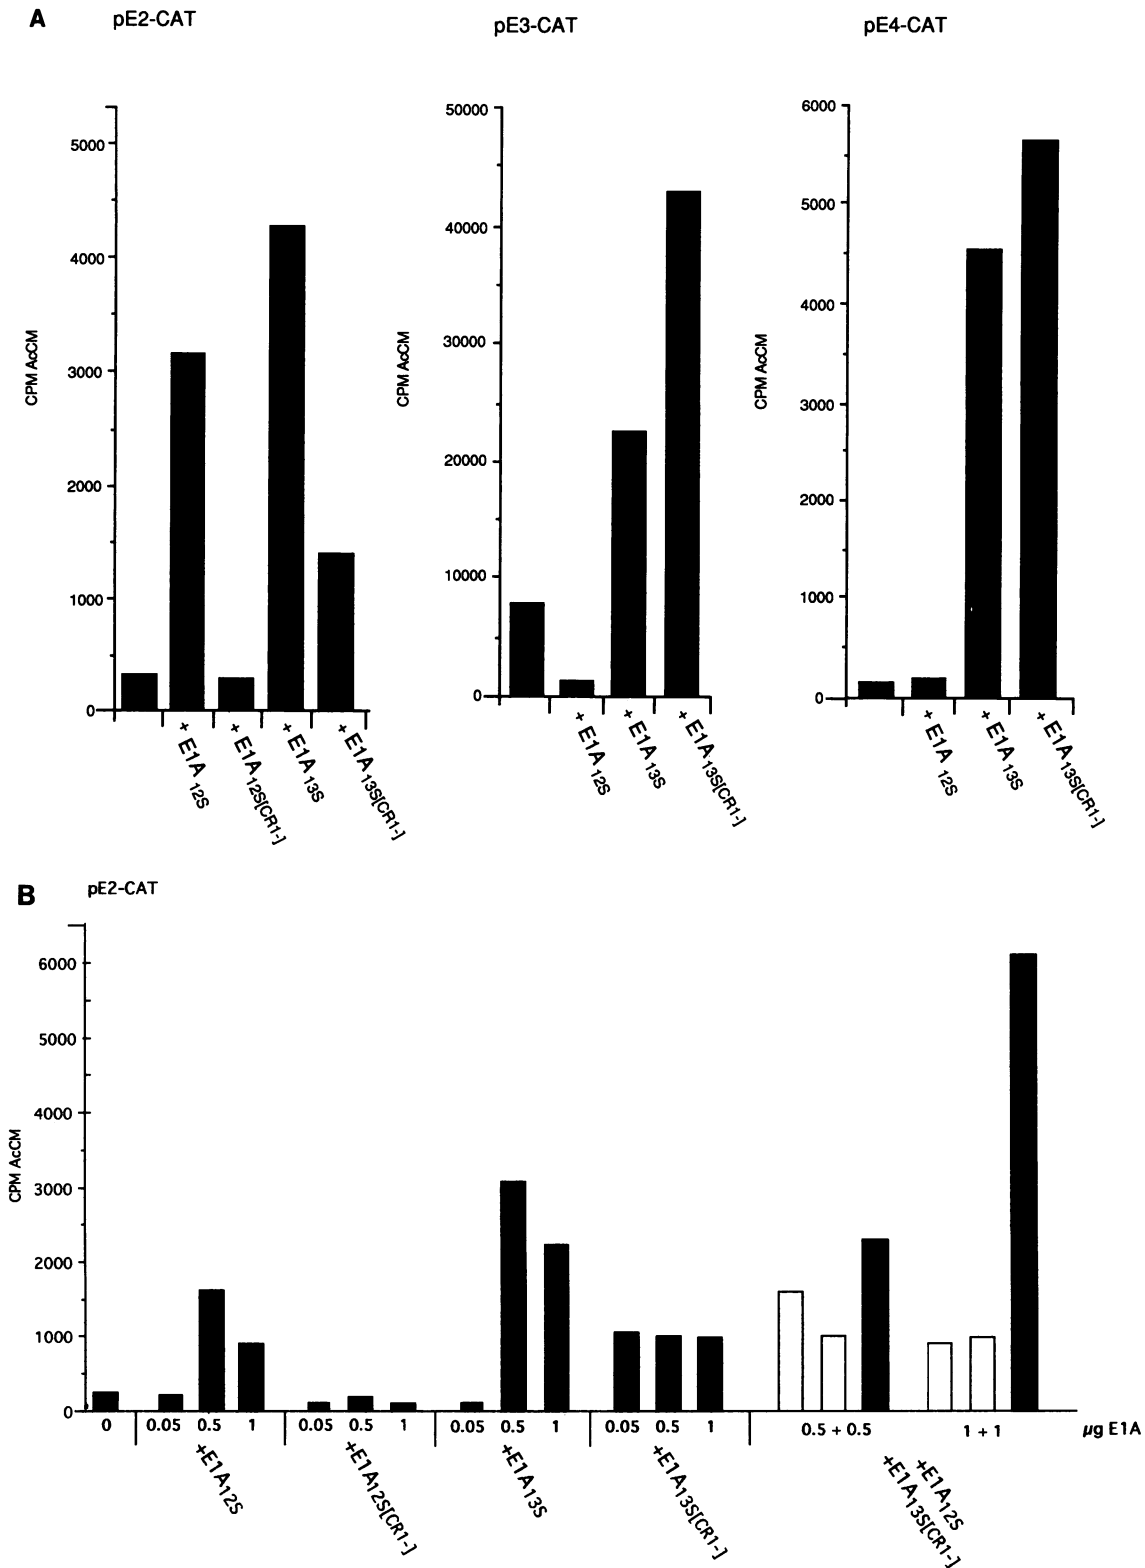 A
pE2-CAT
pE3-CAT
pE4-CAT
CPM AcCM
5000
4000
3000
2000
1000
0
+ E1A 12S
+ E1A 12S[CR1-]
+ E1A 13S
+ E1A 13S[CR1-]
CPM AcCM
50000
40000
30000
20000
10000
0
+ E1A 12S
+ E1A 13S
+ E1A 13S[CR1-]
CPM AcCM
6000
5000
4000
3000
2000
1000
0
+ E1A 12S
+ E1A 13S
+ E1A 13S[CR1-]
B
pE2-CAT
CPM AcCM
6000
5000
4000
3000
2000
1000
0
0 0.05 0.5 1 0.05 0.5 1 0.05 0.5 1 0.05 0.5 1 0.5 + 0.5 1 + 1 µg E1A
+E1A12S
+E1A12S[CR1-]
+E1A13S
+E1A13S[CR1-]
+E1A12S
+E1A13S[CR1-]